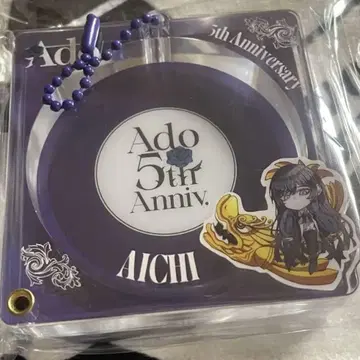 Ado
5th Anniversary
Ado
5th
Anniv.
AICHI